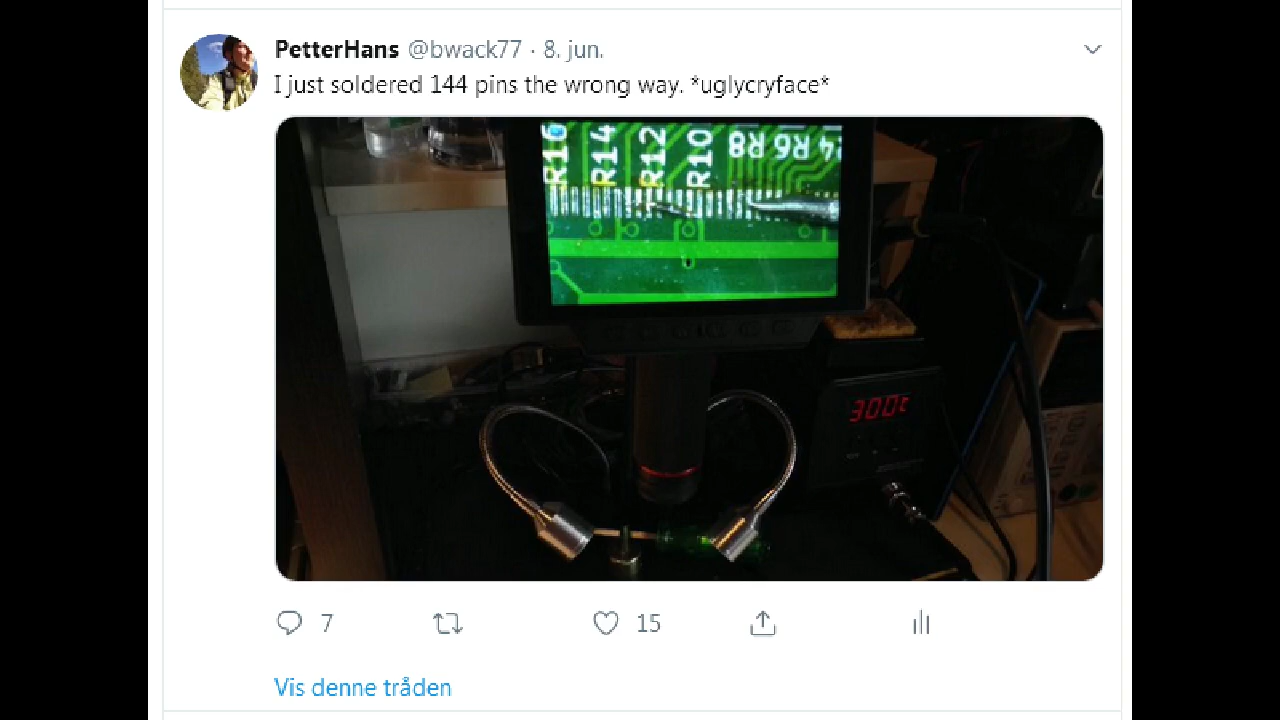 PetterHans @bwack77 · 8. jun.
I just soldered 144 pins the wrong way. *uglycryface*
R16 R14 R12 R10 R8 R6 R4
300c
7 15
Vis denne tråden